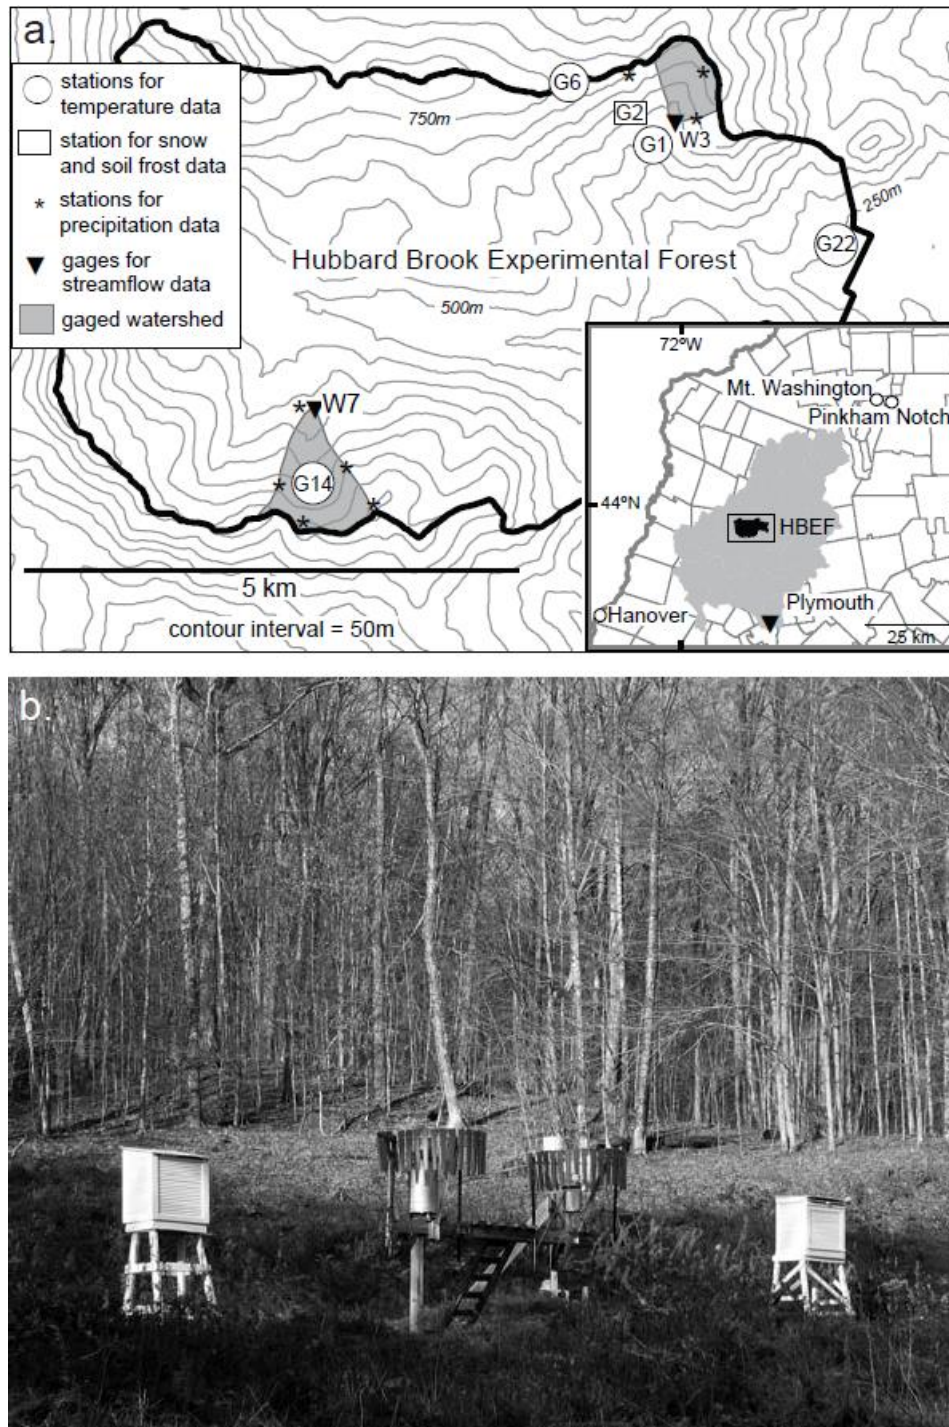 a.
stations for
temperature data
station for snow
and soil frost data
stations for
precipitation data
gages for
streamflow data
gaged watershed
G6
G2
G1
W3
750m
250m
G22
Hubbard Brook Experimental Forest
500m
W7
G14
5 km
contour interval = 50m
72°W
Mt. Washington
Pinkham Notch
44°N
HBEF
Plymouth
Hanover
25 km
b.